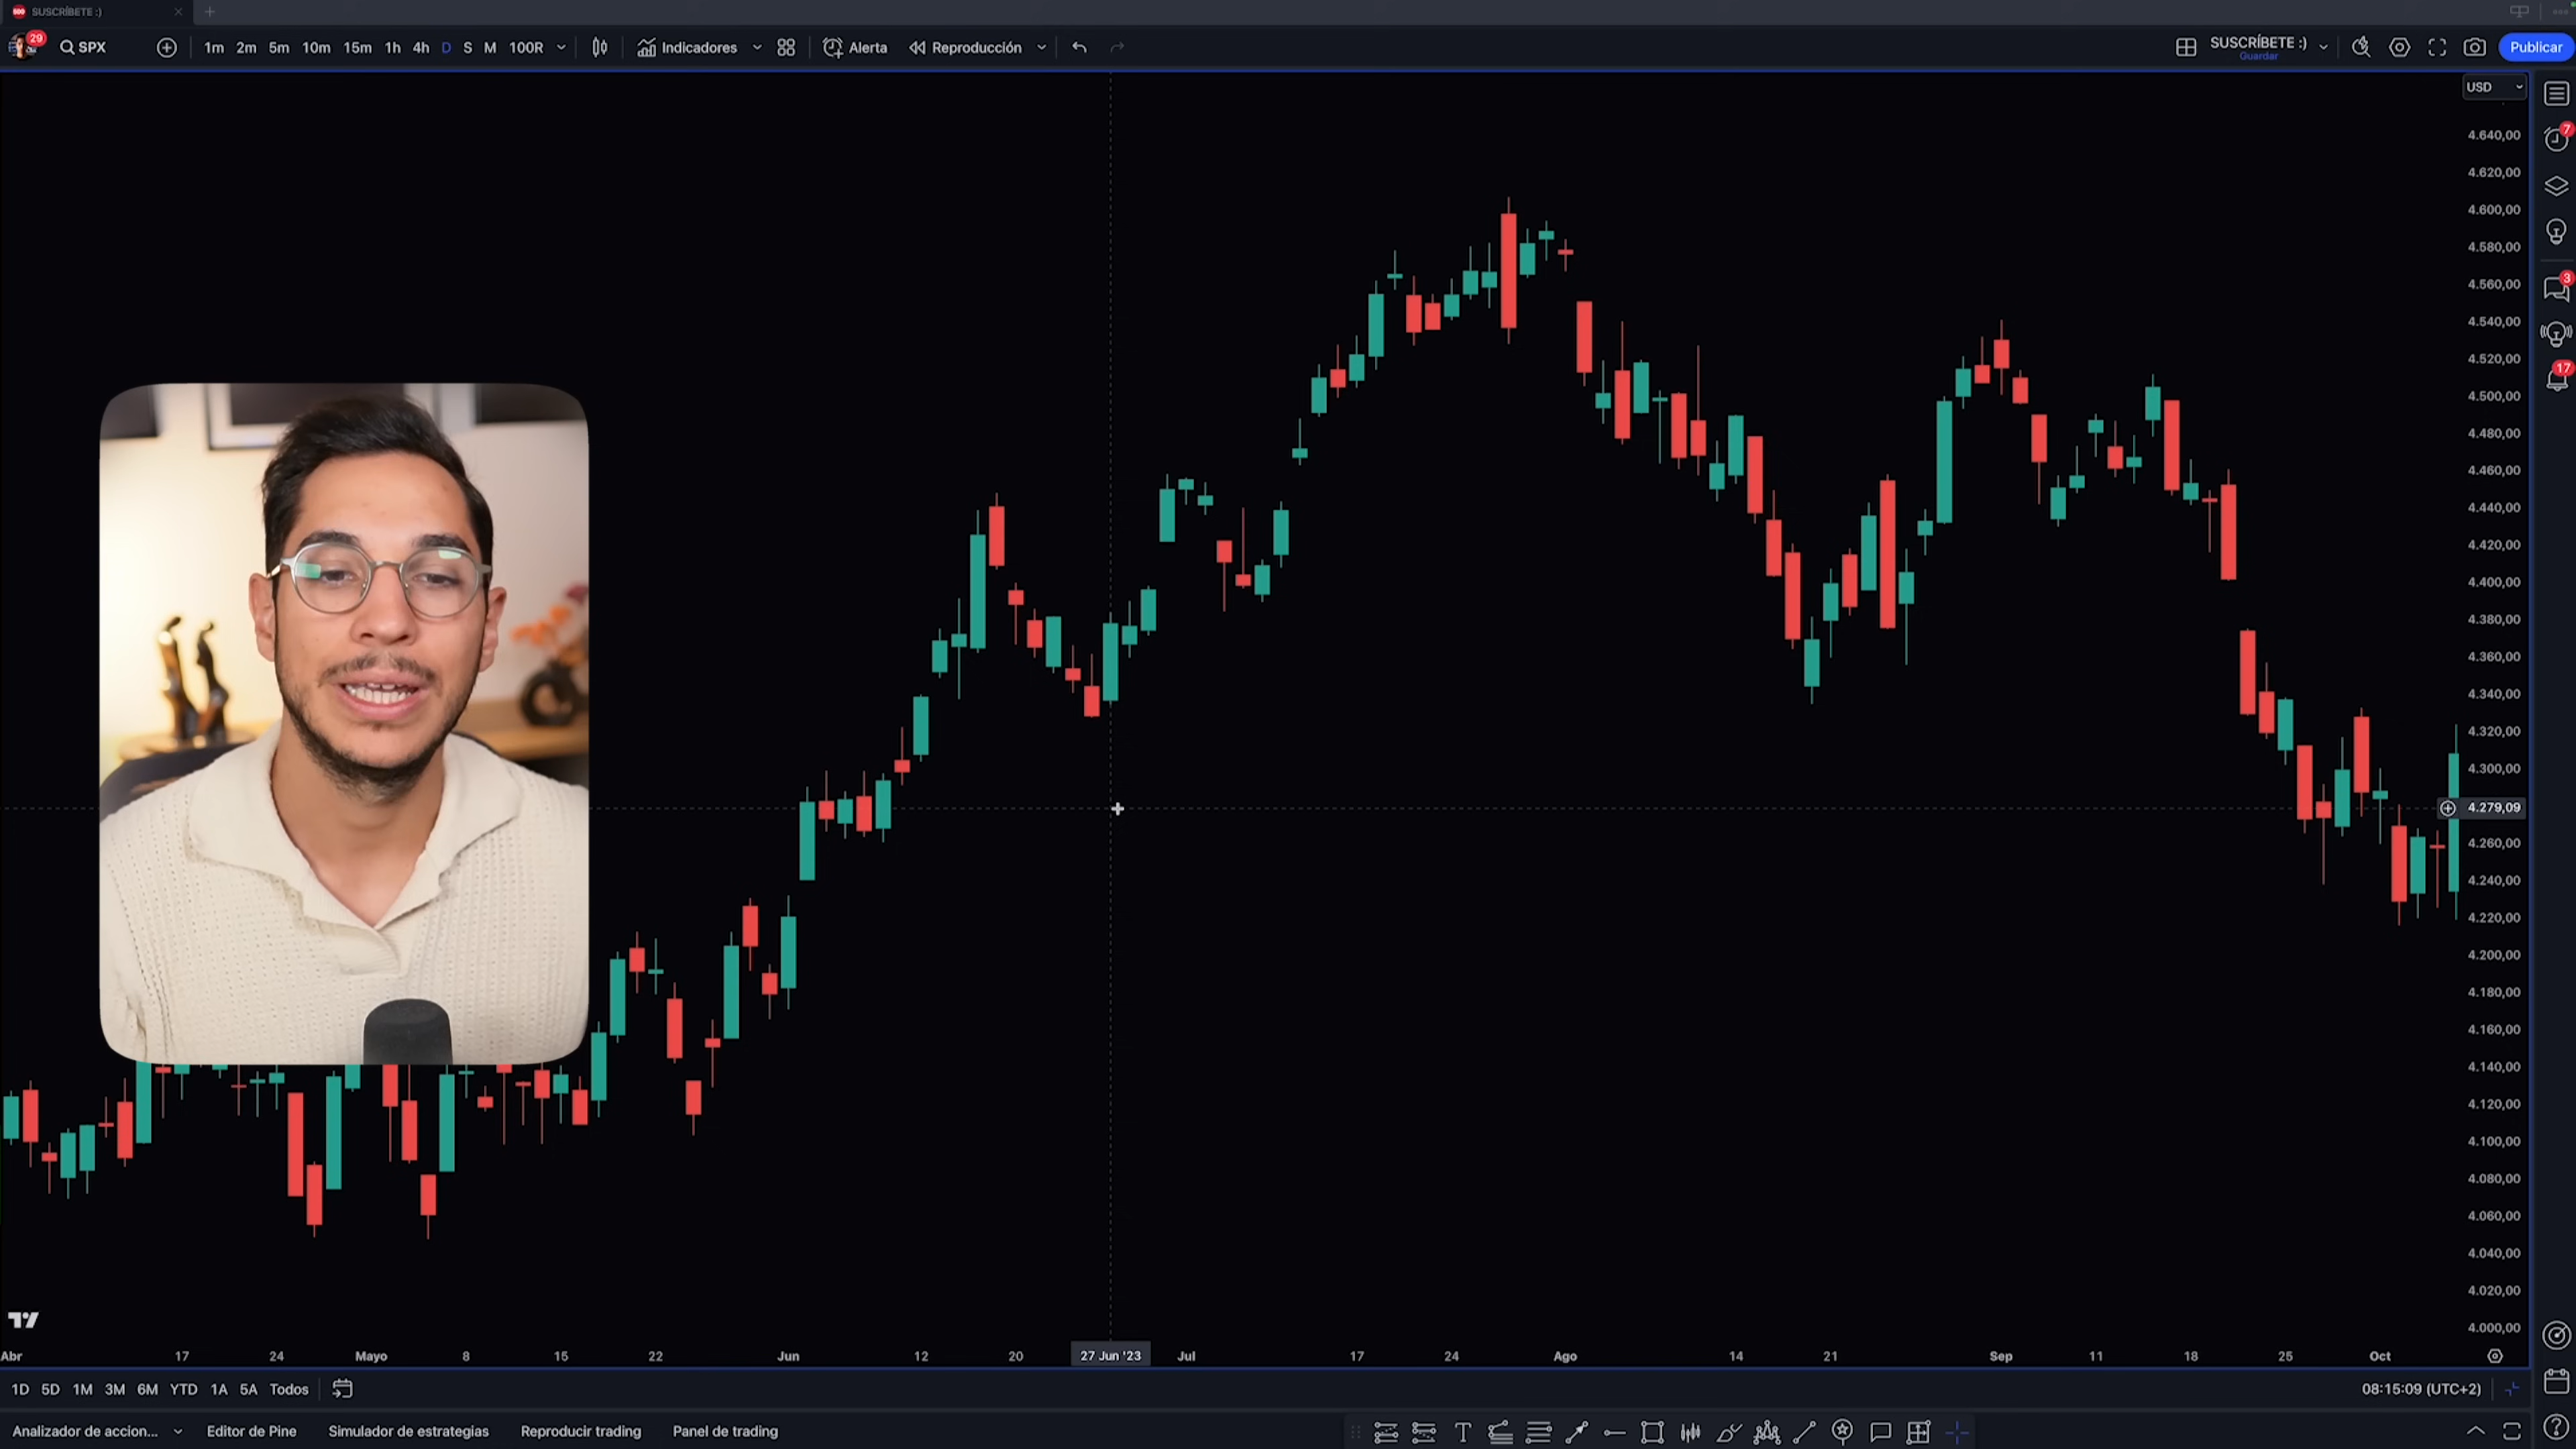 SUSCRÍBETE :)
29
SPX
1m 2m 5m 10m 15m 1h 4h D S M 100R
Indicadores
Alerta
Reproducción
SUSCRÍBETE :)
Guardar
Publicar
USD
4.640,00
4.620,00
4.600,00
4.580,00
4.560,00
4.540,00
4.520,00
4.500,00
4.480,00
4.460,00
4.440,00
4.420,00
4.400,00
4.380,00
4.360,00
4.340,00
4.320,00
4.300,00
4.279,09
4.260,00
4.240,00
4.220,00
4.200,00
4.180,00
4.160,00
4.140,00
4.120,00
4.100,00
4.080,00
4.060,00
4.040,00
4.020,00
4.000,00
7
3
17
Abr 17 24 Mayo 8 15 22 Jun 12 20 27 Jun '23 Jul 17 24 Ago 14 21 Sep 11 18 25 Oct
1D 5D 1M 3M 6M YTD 1A 5A Todos
08:15:09 (UTC+2)
Analizador de accion... Editor de Pine Simulador de estrategias Reproducir trading Panel de trading